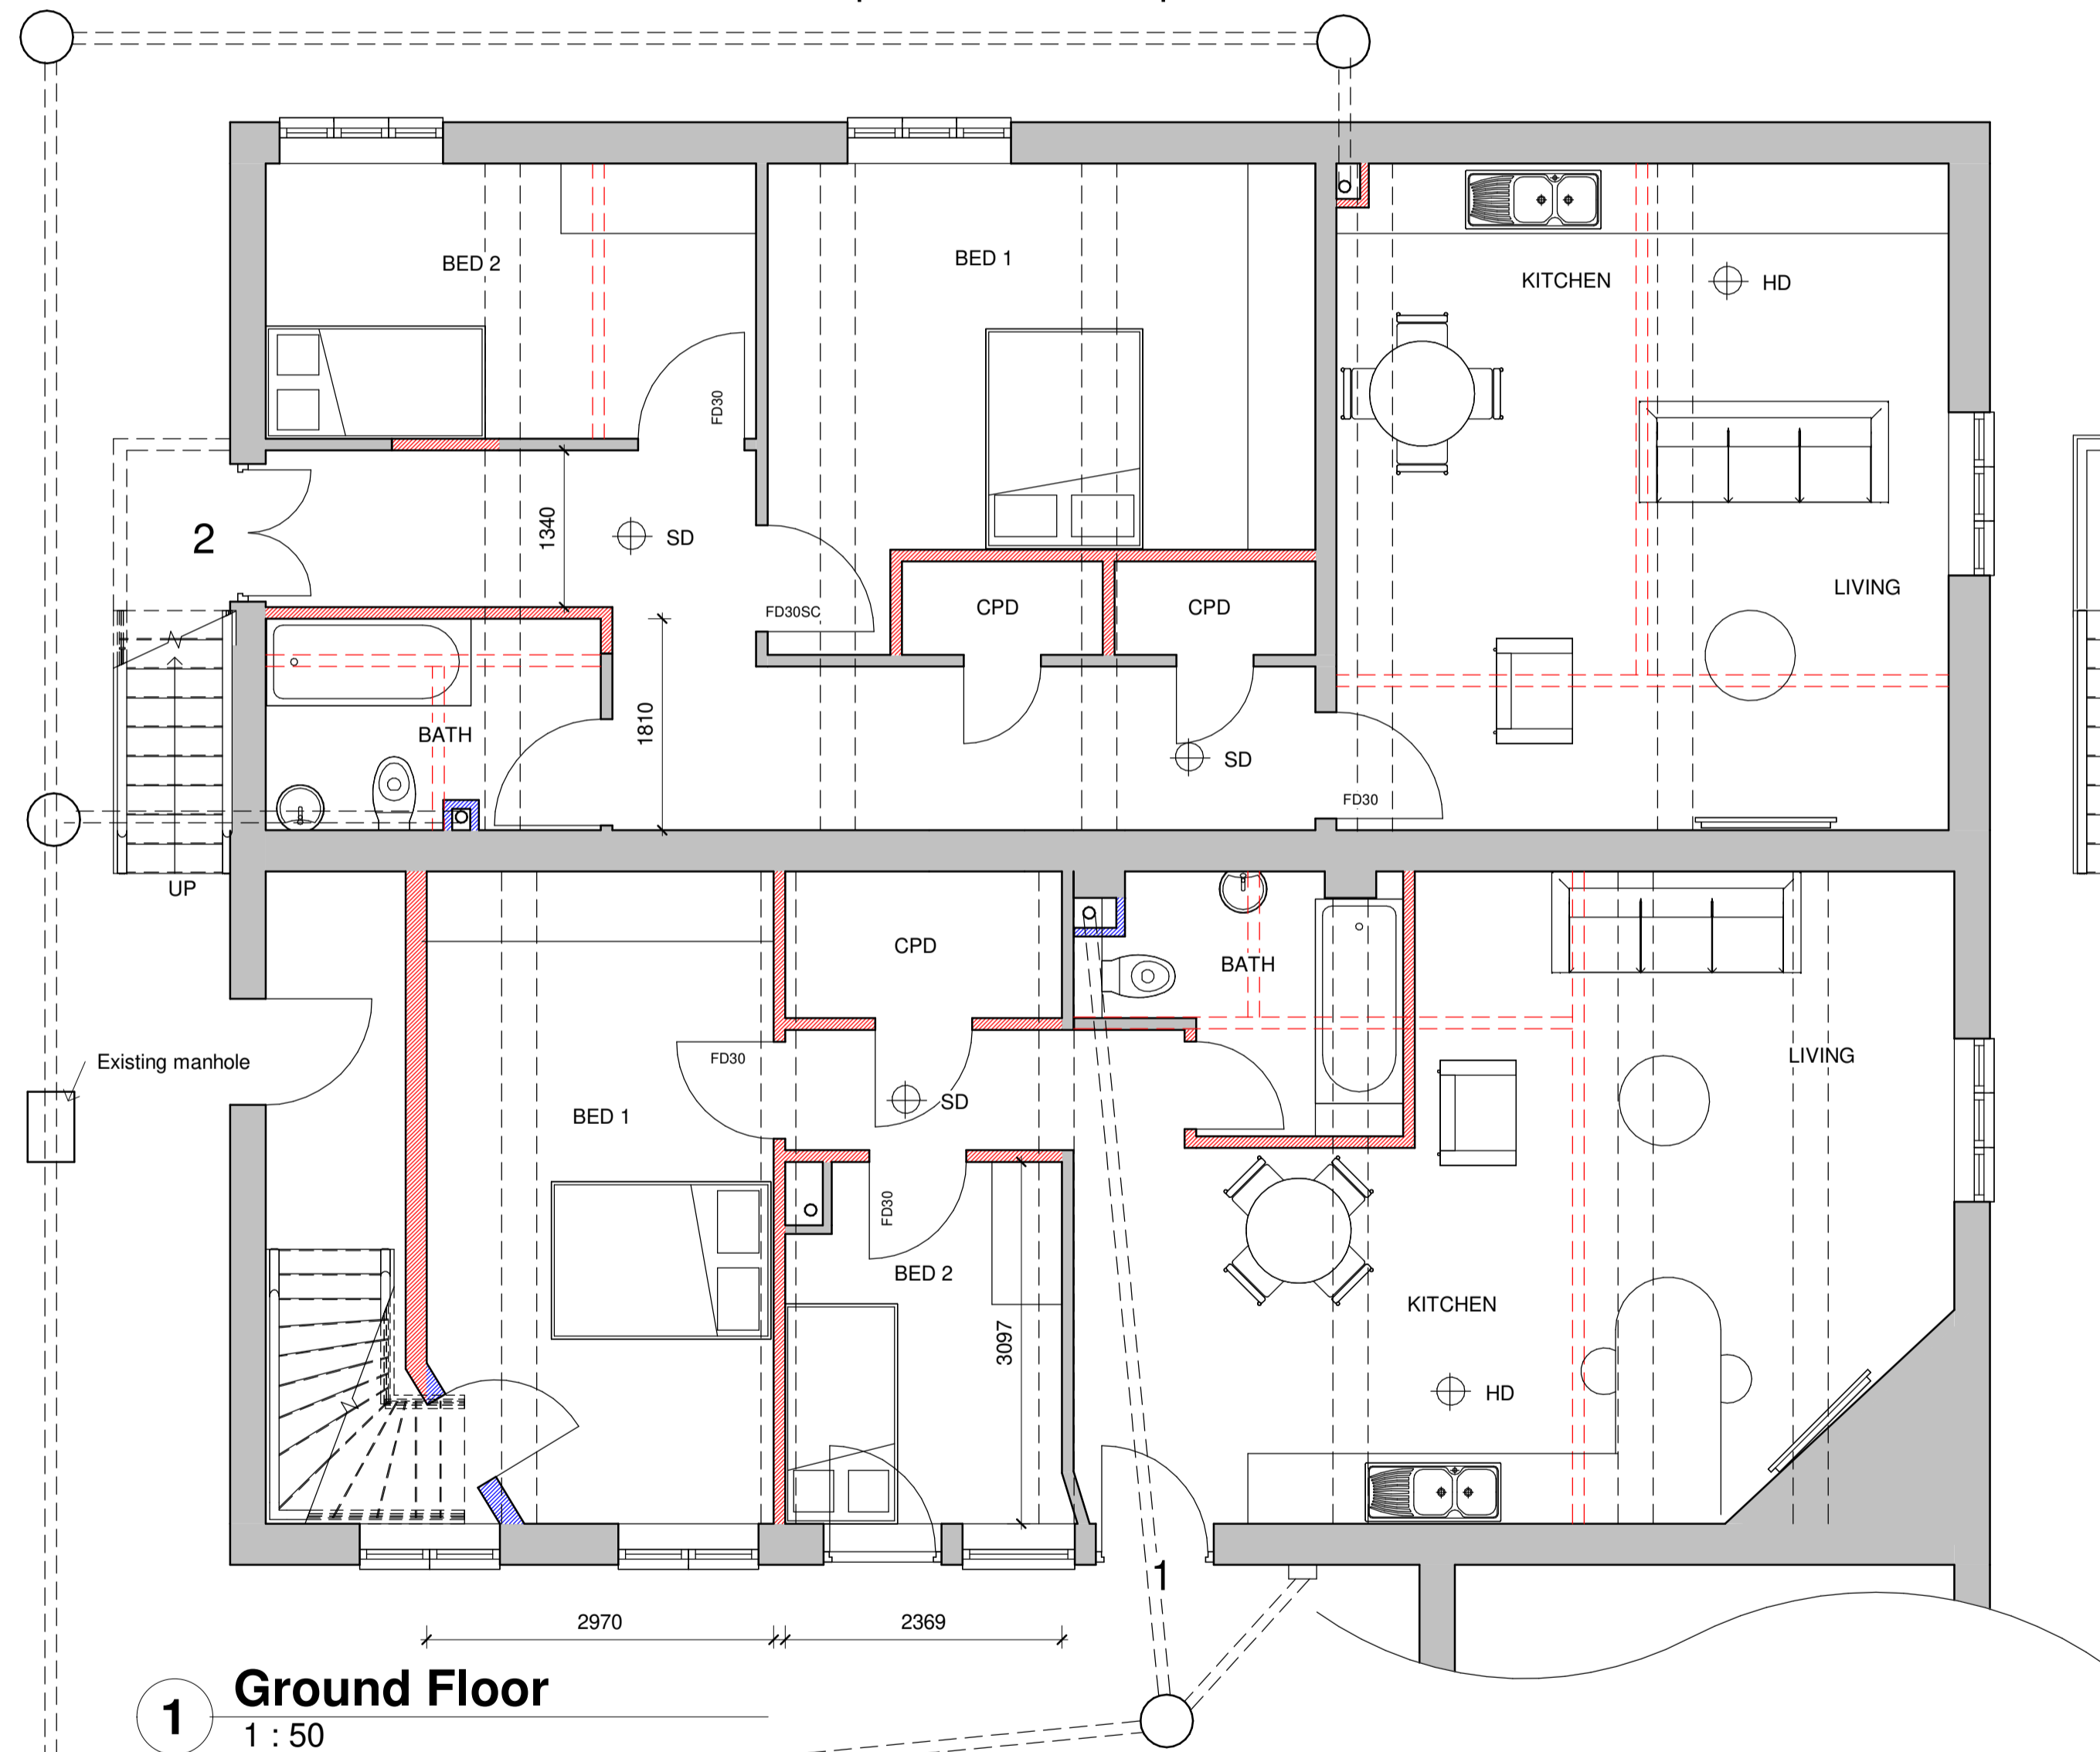 BED 2
BED 1
KITCHEN
HD
FD30
2
1340
SD
LIVING
FD30SC
CPD
CPD
1810
BATH
SD
FD30
UP
CPD
BATH
Existing manhole
FD30
LIVING
SD
BED 1
FD30
BED 2
KITCHEN
3097
HD
1
2970
2369
1
Ground Floor
1 : 50